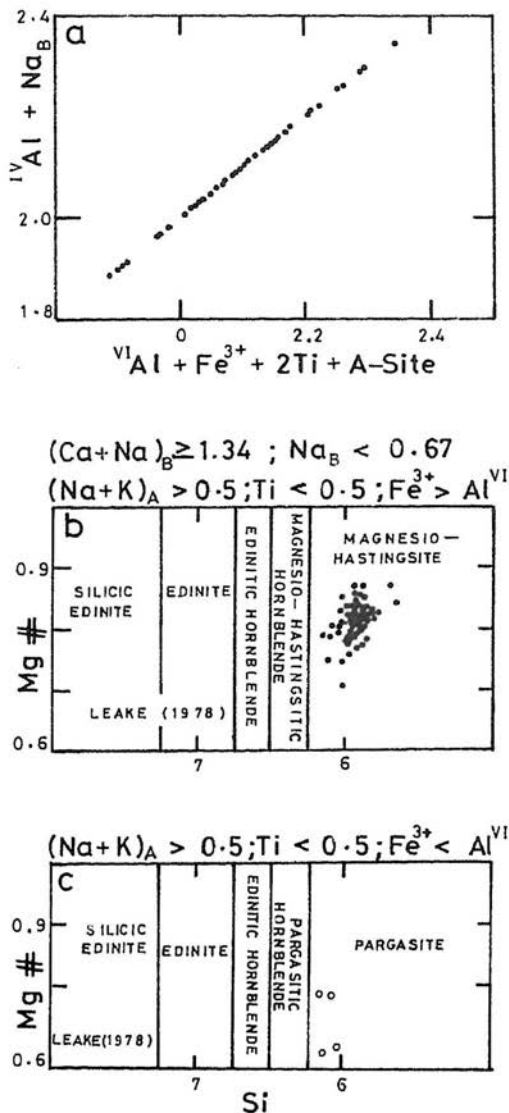 a
2.4
IVAl + NaB
2.0
1.8
0
2.2
2.4
VIAl + Fe3+ + 2Ti + A-Site
(Ca+Na)B ≥ 1.34 ; NaB < 0.67
(Na+K)A > 0.5; Ti < 0.5; Fe3+ > AlVI
b
0.9
Mg #
0.6
SILICIC
EDINITE
EDINITE
EDINITIC HORNBLENDE
MAGNESIO-HASTINGSITIC
HORNBLENDE
MAGNESIO-
HASTINGSITE
LEAKE (1978)
7
6
(Na+K)A > 0.5; Ti < 0.5; Fe3+ < AlVI
c
0.9
Mg #
0.6
SILICIC
EDINITE
EDINITE
EDINITIC HORNBLENDE
PARGASITIC
HORNBLENDE
PARGASITE
LEAKE(1978)
7
6
Si